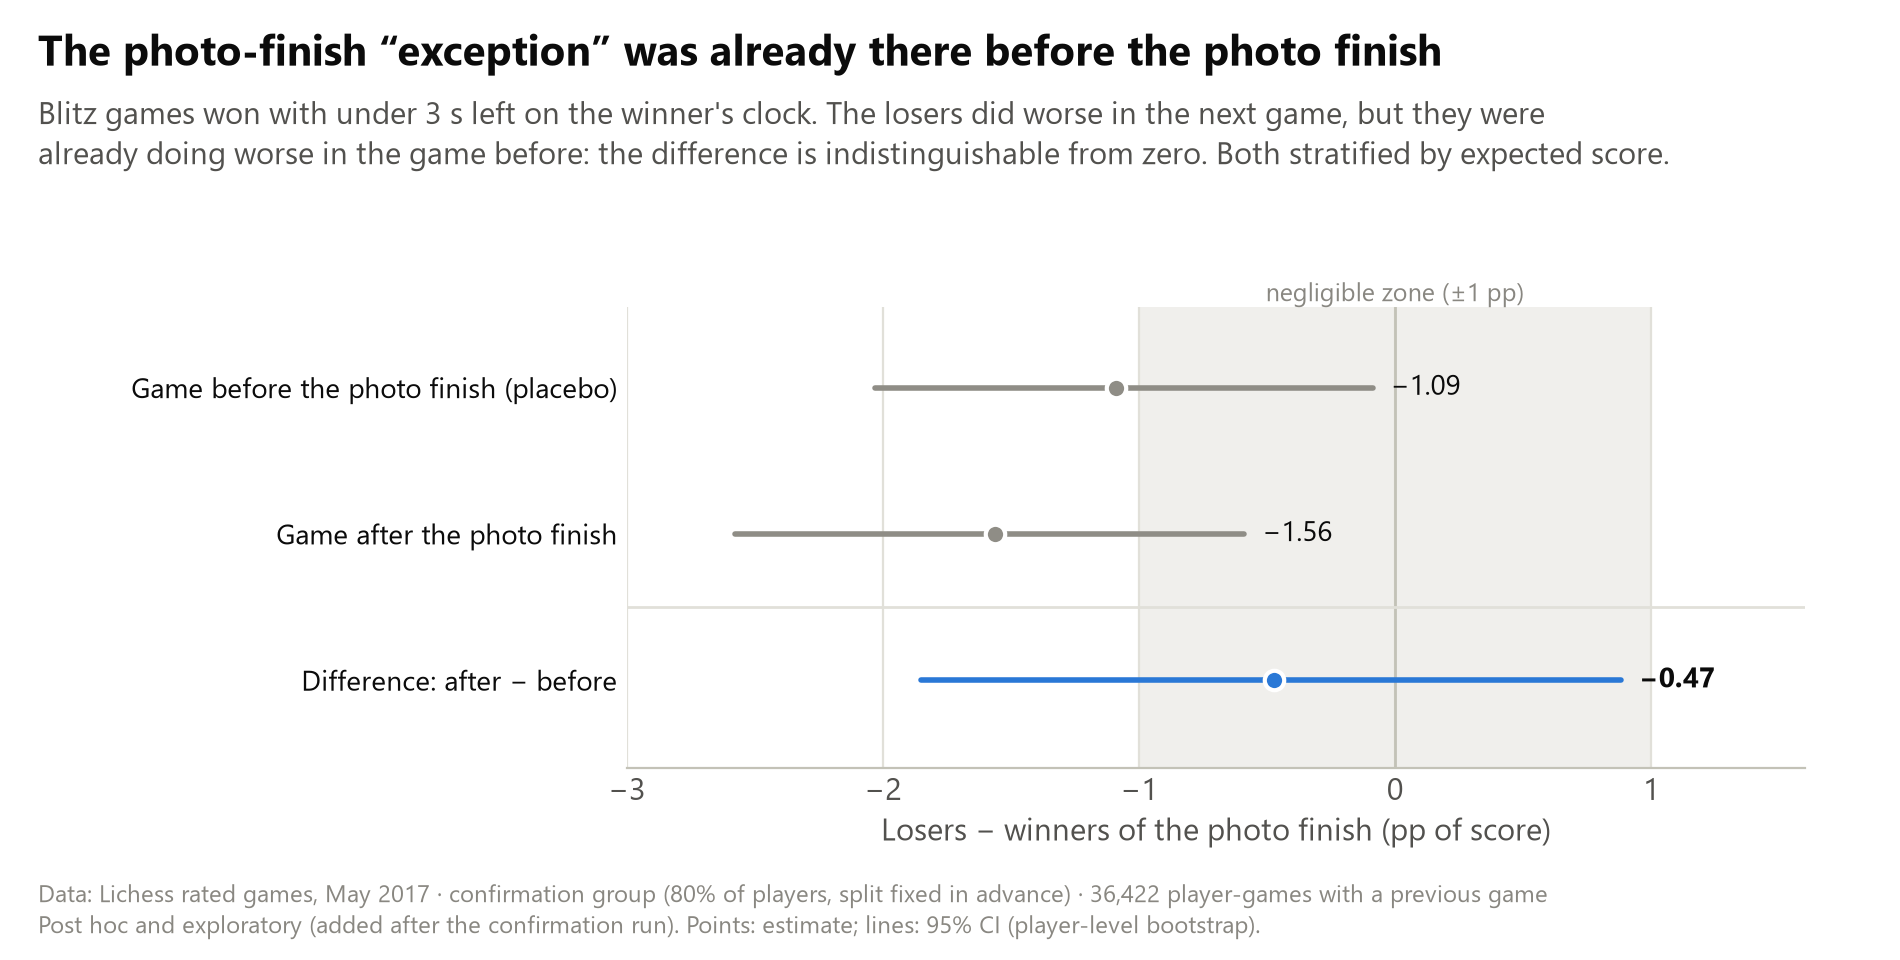 The photo-finish “exception” was already there before the photo finish
Blitz games won with under 3 s left on the winner's clock. The losers did worse in the next game, but they were
already doing worse in the game before: the difference is indistinguishable from zero. Both stratified by expected score.
negligible zone (±1 pp)
Game before the photo finish (placebo)
−1.09
Game after the photo finish
−1.56
Difference: after − before
−0.47
−3
−2
−1
0
1
Losers − winners of the photo finish (pp of score)
Data: Lichess rated games, May 2017 · confirmation group (80% of players, split fixed in advance) · 36,422 player-games with a previous game
Post hoc and exploratory (added after the confirmation run). Points: estimate; lines: 95% CI (player-level bootstrap).